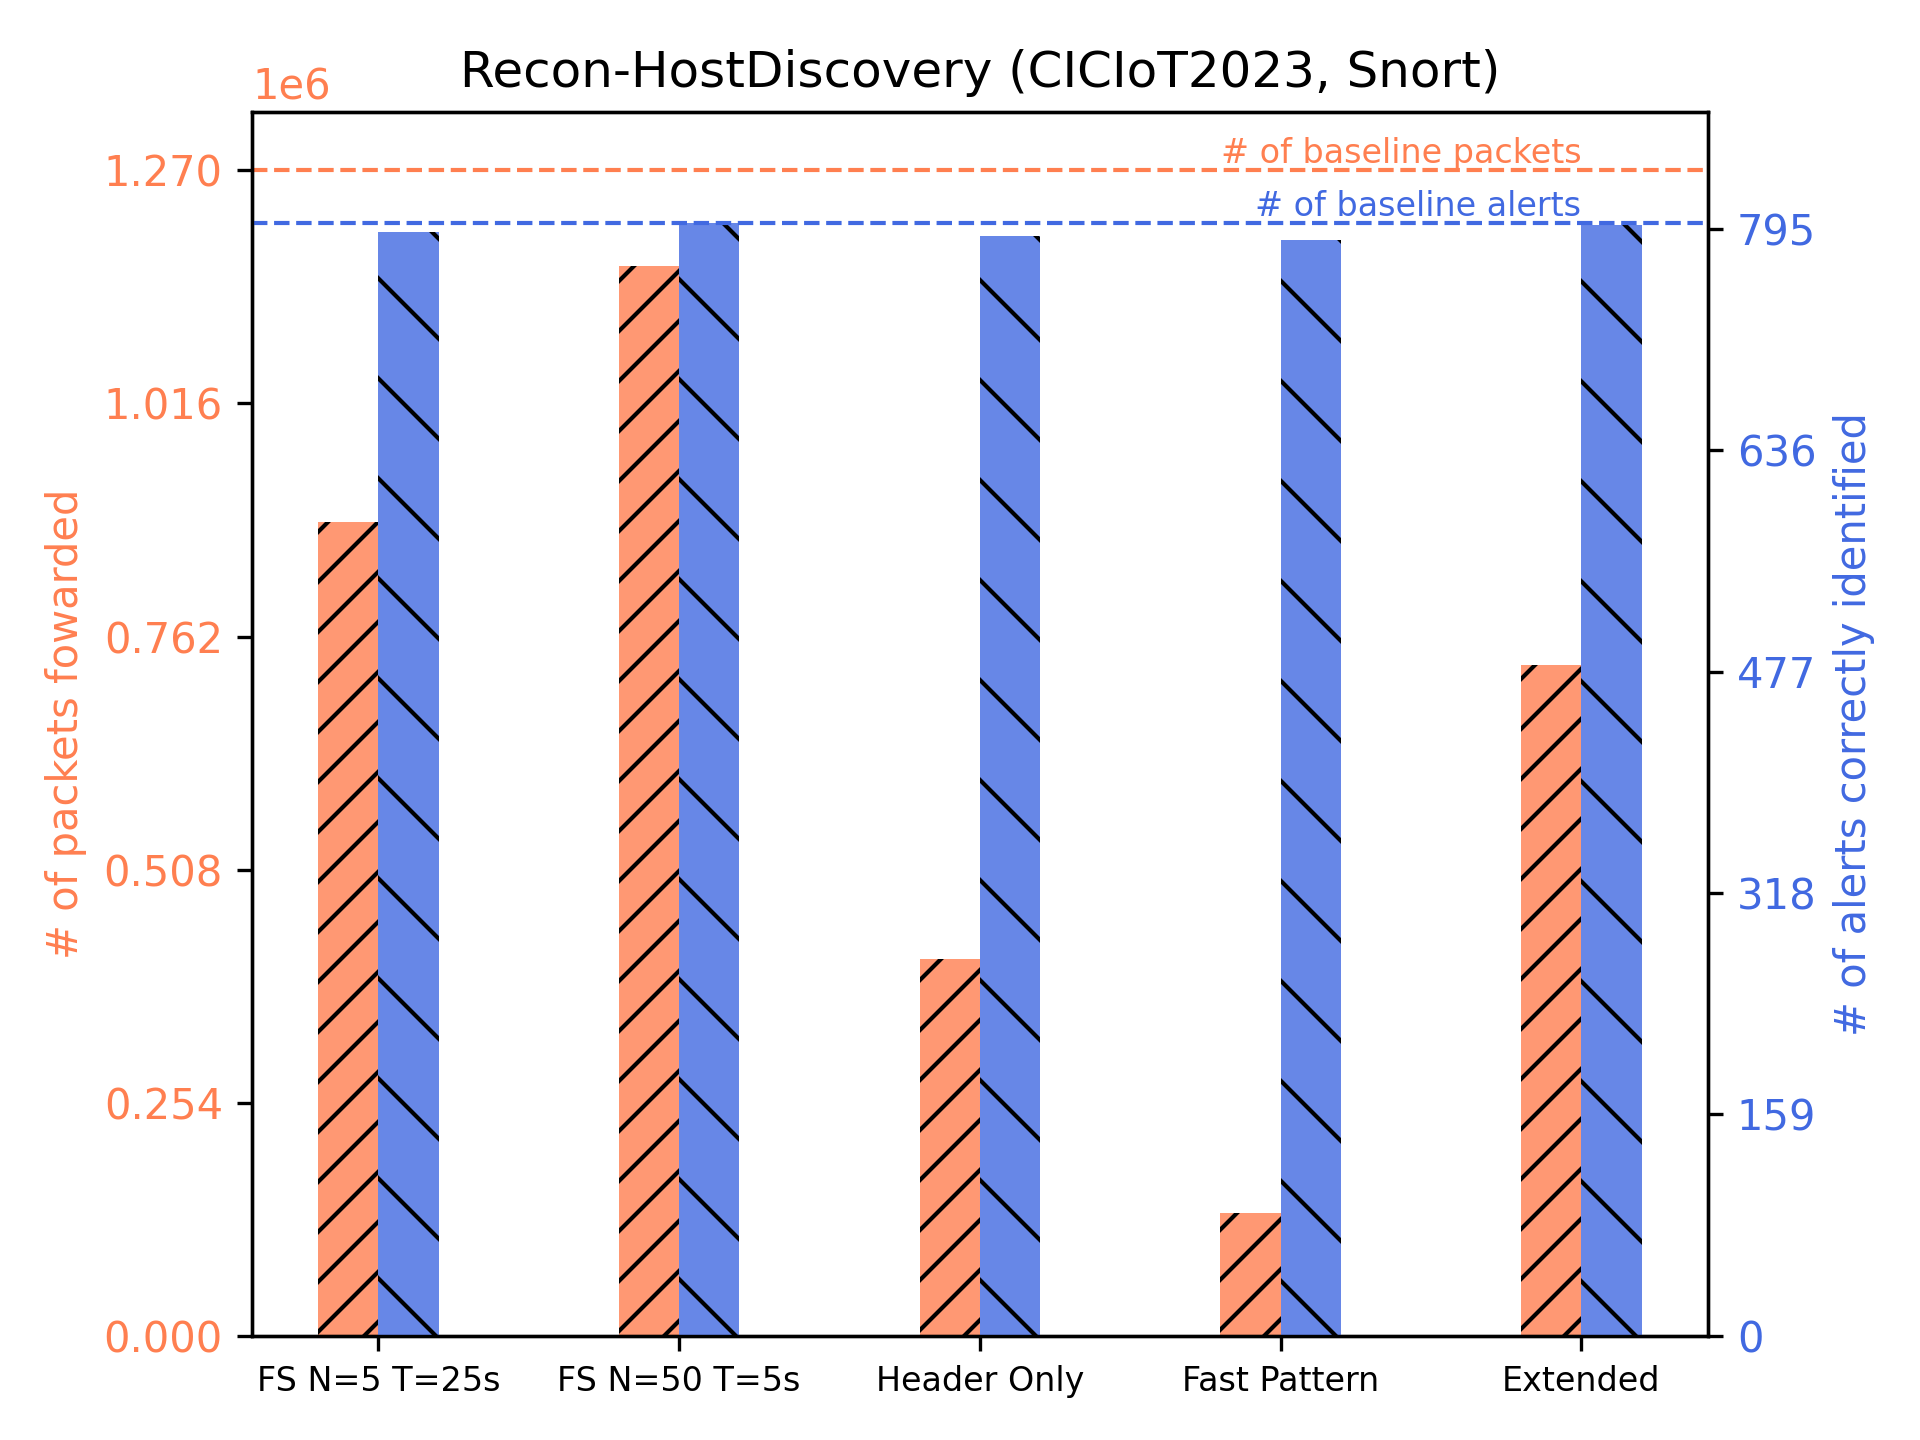 Recon-HostDiscovery (CICIoT2023, Snort)
1e6
# of baseline packets
# of baseline alerts
1.270
1.016
0.762
0.508
0.254
0.000
# of packets fowarded
795
636
477
318
159
0
# of alerts correctly identified
FS N=5 T=25s
FS N=50 T=5s
Header Only
Fast Pattern
Extended